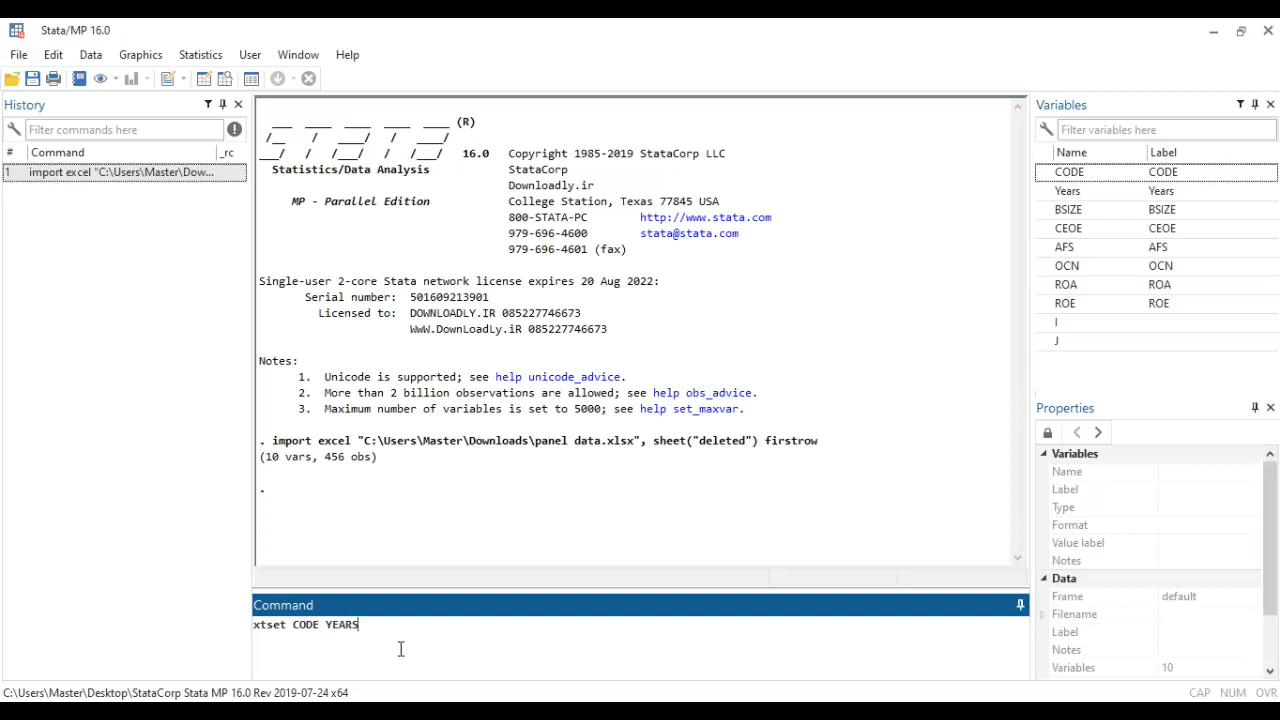 Stata/MP 16.0
File Edit Data Graphics Statistics User Window Help
History
Filter commands here
# Command _rc
1 import excel "C:\Users\Master\Dow...
(R)
16.0 Copyright 1985-2019 StataCorp LLC
Statistics/Data Analysis StataCorp
Downloadly.ir
MP - Parallel Edition College Station, Texas 77845 USA
800-STATA-PC http://www.stata.com
979-696-4600 stata@stata.com
979-696-4601 (fax)
Single-user 2-core Stata network license expires 20 Aug 2022:
Serial number: 501609213901
Licensed to: DOWNLOADLY.IR 085227746673
WwW.DownLoadLy.iR 085227746673
Notes:
1. Unicode is supported; see help unicode_advice.
2. More than 2 billion observations are allowed; see help obs_advice.
3. Maximum number of variables is set to 5000; see help set_maxvar.
. import excel "C:\Users\Master\Downloads\panel data.xlsx", sheet("deleted") firstrow
(10 vars, 456 obs)
.
Command
xtset CODE YEARS
Variables
Filter variables here
Name Label
CODE CODE
Years Years
BSIZE BSIZE
CEOE CEOE
AFS AFS
OCN OCN
ROA ROA
ROE ROE
I
J
Properties
Variables
Name
Label
Type
Format
Value label
Notes
Data
Frame default
Filename
Label
Notes
Variables 10
C:\Users\Master\Desktop\StataCorp Stata MP 16.0 Rev 2019-07-24 x64
CAP NUM OVR